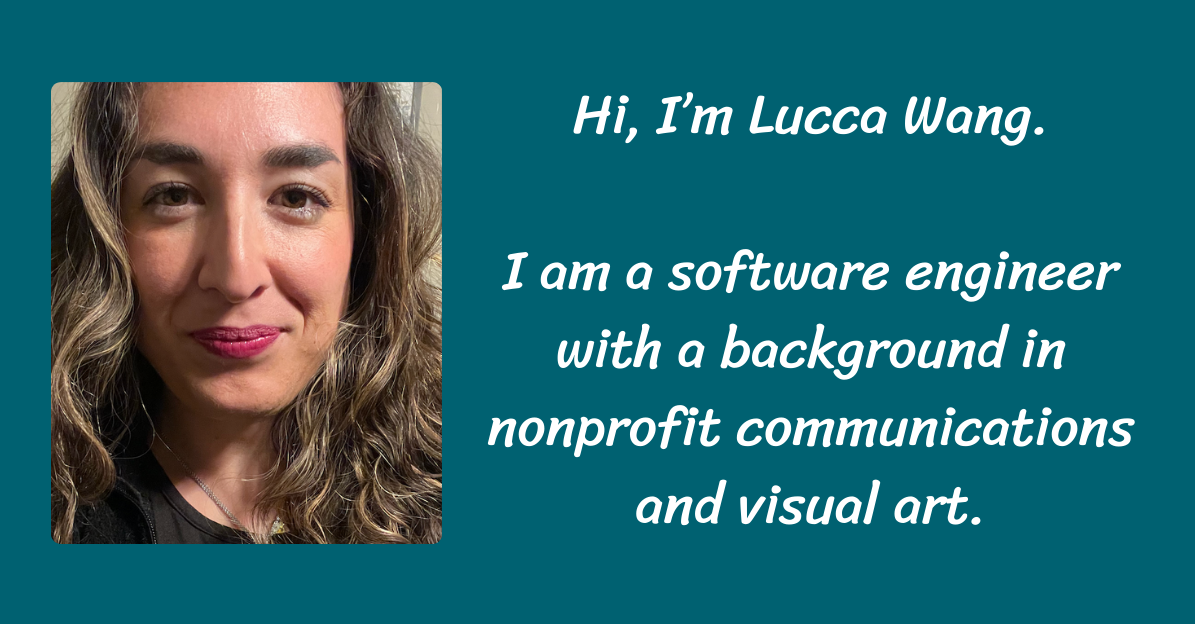 Hi, I’m Lucca Wang.
I am a software engineer
with a background in
nonprofit communications
and visual art.